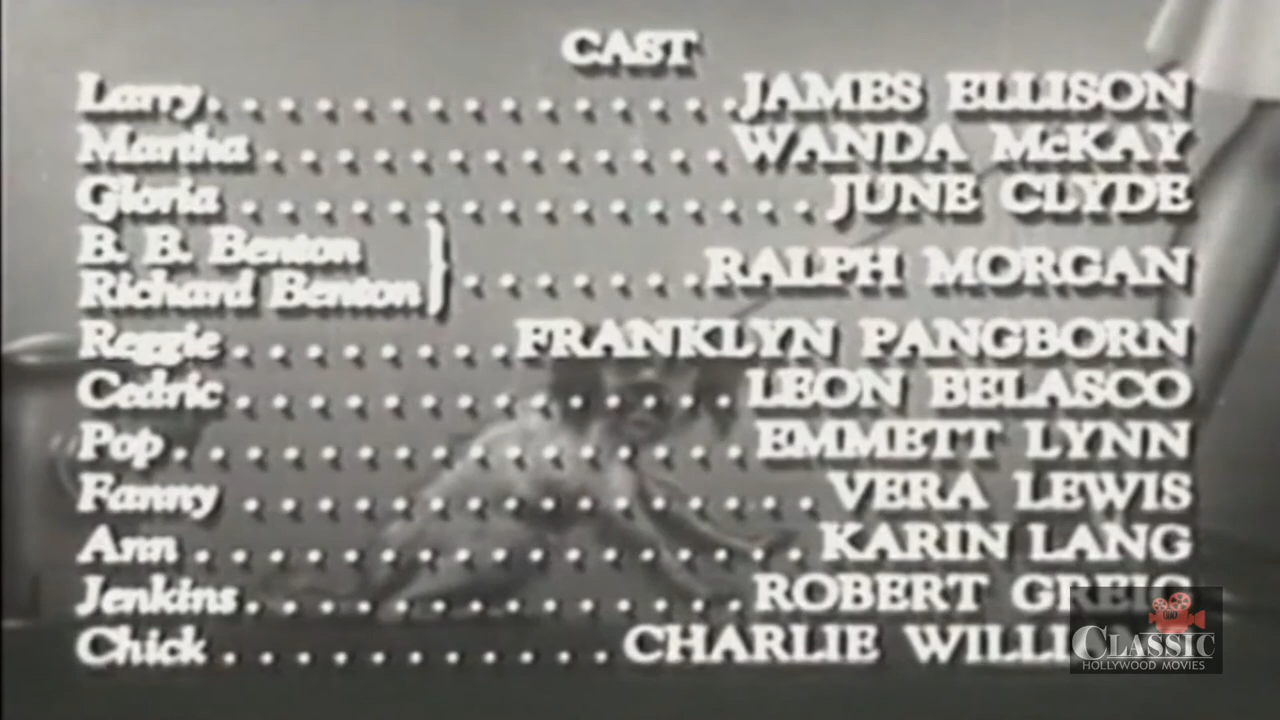 CAST
Larry. . . . . . . . . . . . . . . JAMES ELLISON
Martha . . . . . . . . . . . . . WANDA McKAY
Gloria . . . . . . . . . . . . . . . . JUNE CLYDE
B. B. Benton
Richard Benton } . . . . . . . RALPH MORGAN
Reggie . . . . . . . . FRANKLYN PANGBORN
Cedric . . . . . . . . . . . . . . LEON BELASCO
Pop . . . . . . . . . . . . . . . . EMMETT LYNN
Fanny . . . . . . . . . . . . . . . . VERA LEWIS
Ann . . . . . . . . . . . . . . . . . KARIN LANG
Jenkins. . . . . . . . . . . . . . ROBERT GREIG
Chick . . . . . . . . . . . CHARLIE
CLASSIC
HOLLYWOOD MOVIES